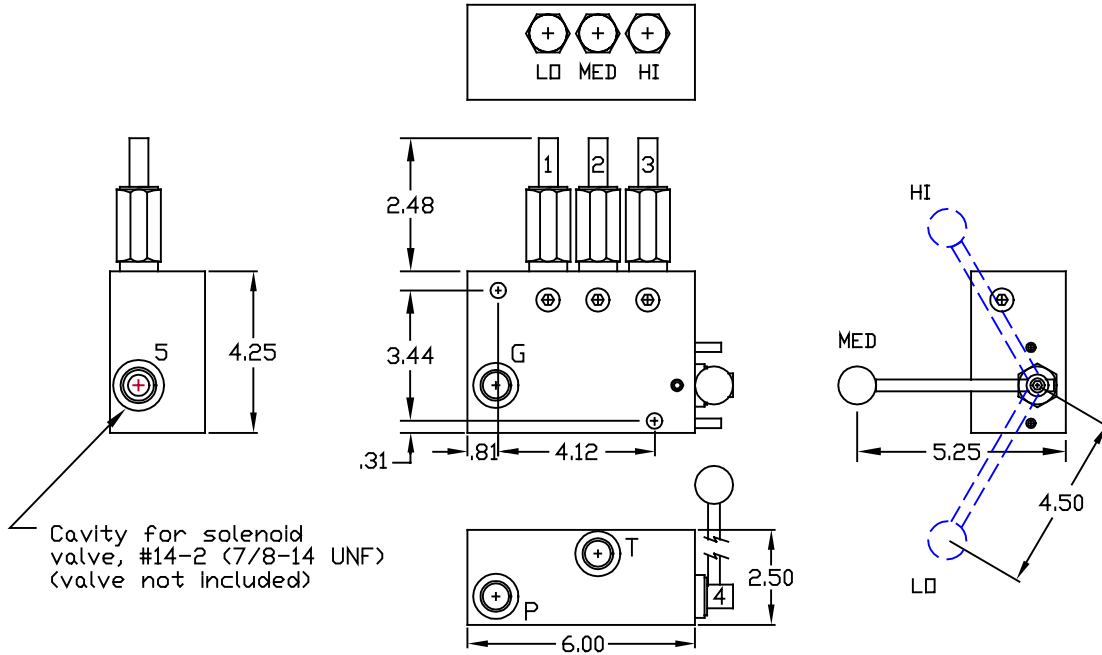 LO MED HI
1 2 3
HI
2.48
5
4.25
3.44
G
MED
.31
.81
4.12
5.25
4.50
Cavity for solenoid
valve, #14-2 (7/8-14 UNF)
(valve not included)
T
P
4
2.50
LO
6.00